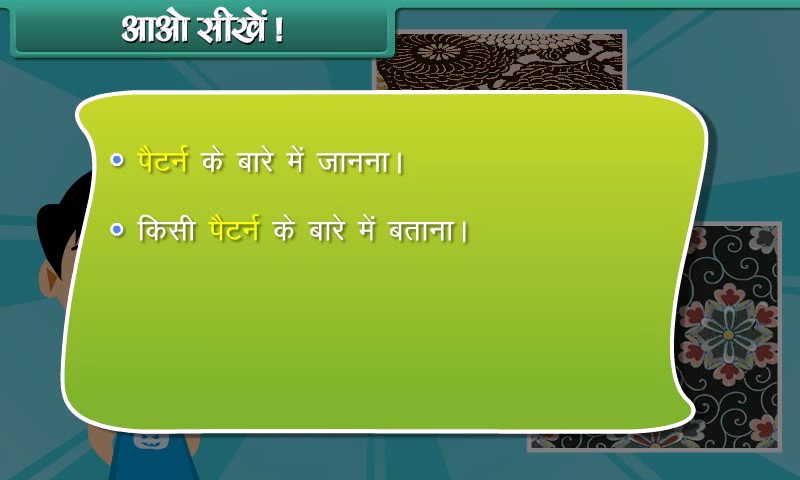 आओ सीखें!
पैटर्न के बारे में जानना।
किसी पैटर्न के बारे में बताना।